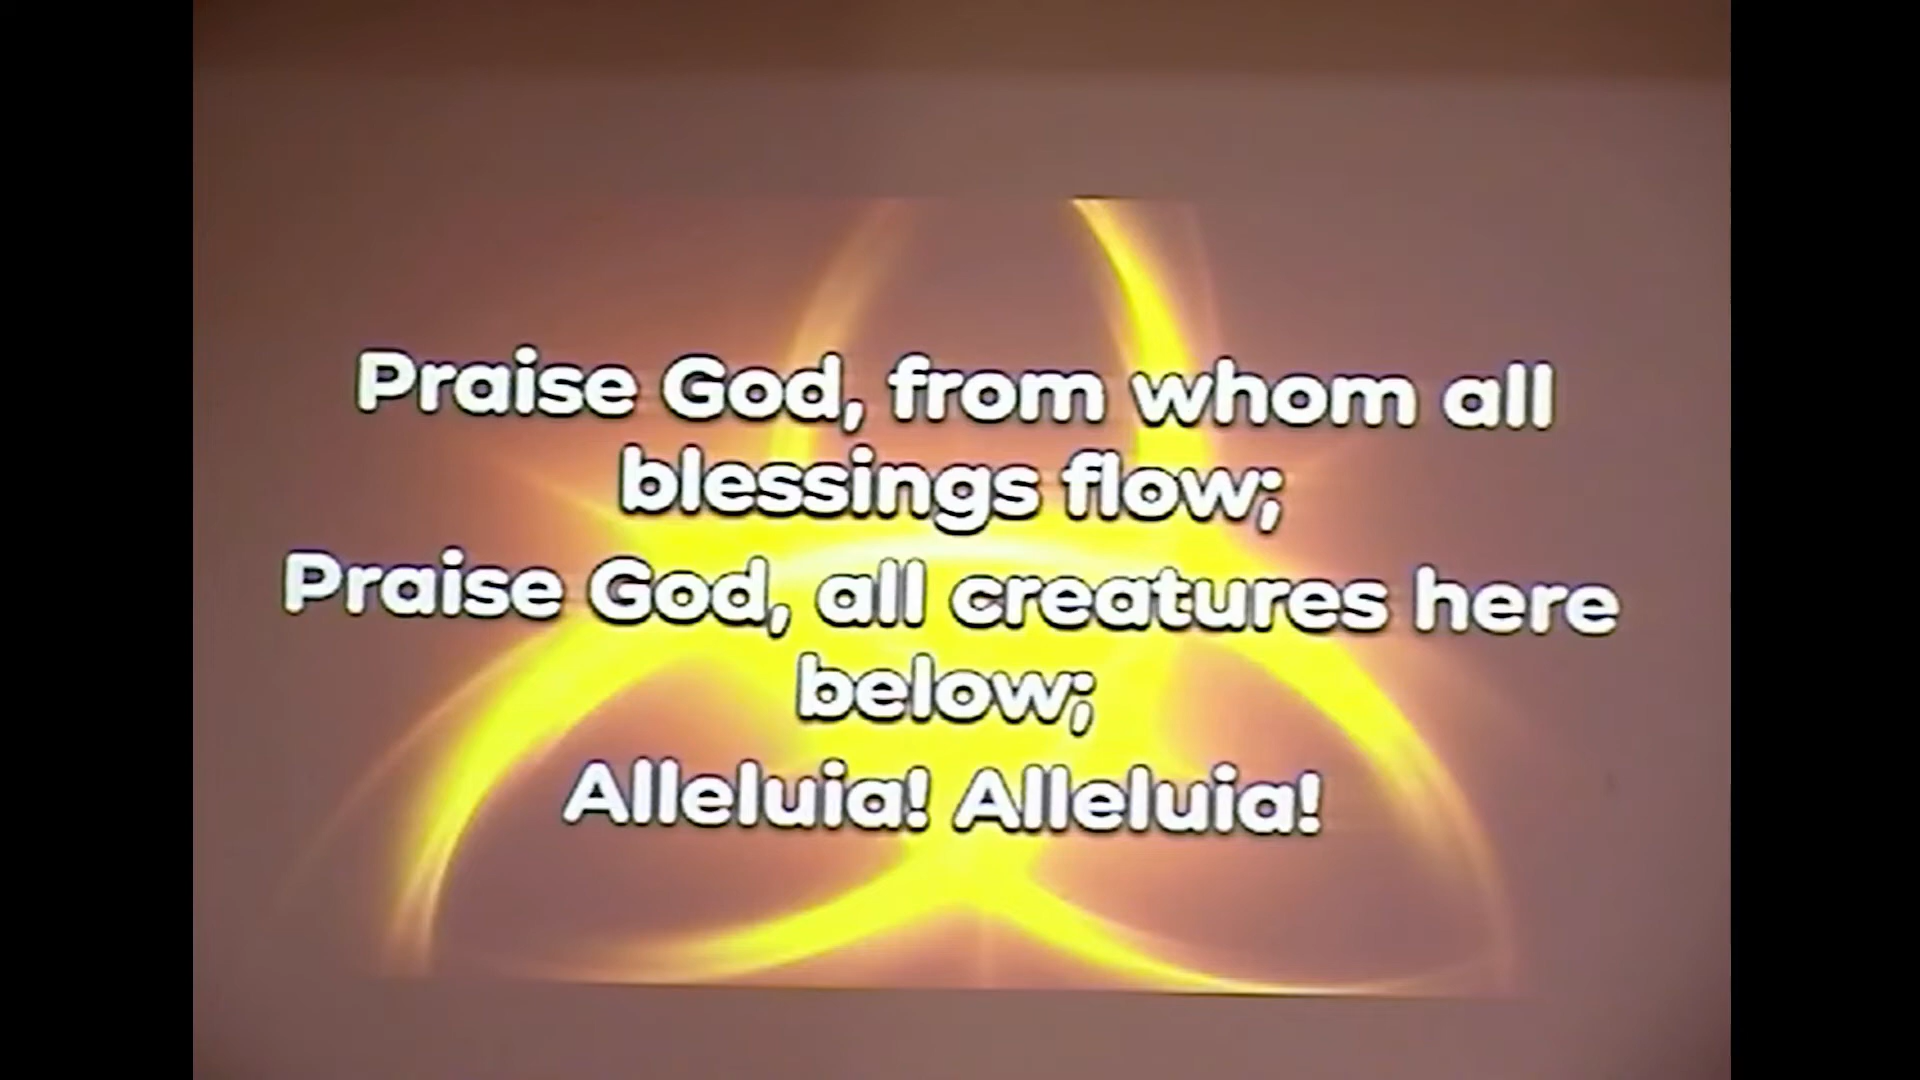 Praise God, from whom all
blessings flow;
Praise God, all creatures here
below;
Alleluia! Alleluia!